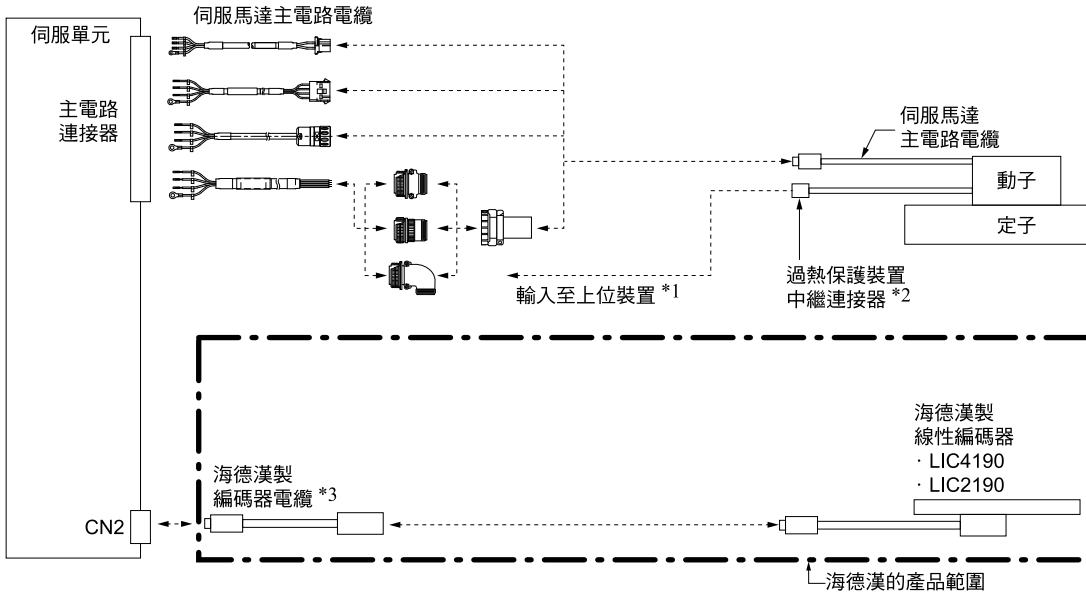 伺服馬達主電路電纜
伺服單元
主電路
連接器
伺服馬達
主電路電纜
動子
定子
過熱保護裝置
中繼連接器 *2
輸入至上位裝置 *1
海德漢製
線性編碼器
· LIC4190
· LIC2190
海德漢製
編碼器電纜 *3
CN2
海德漢的產品範圍